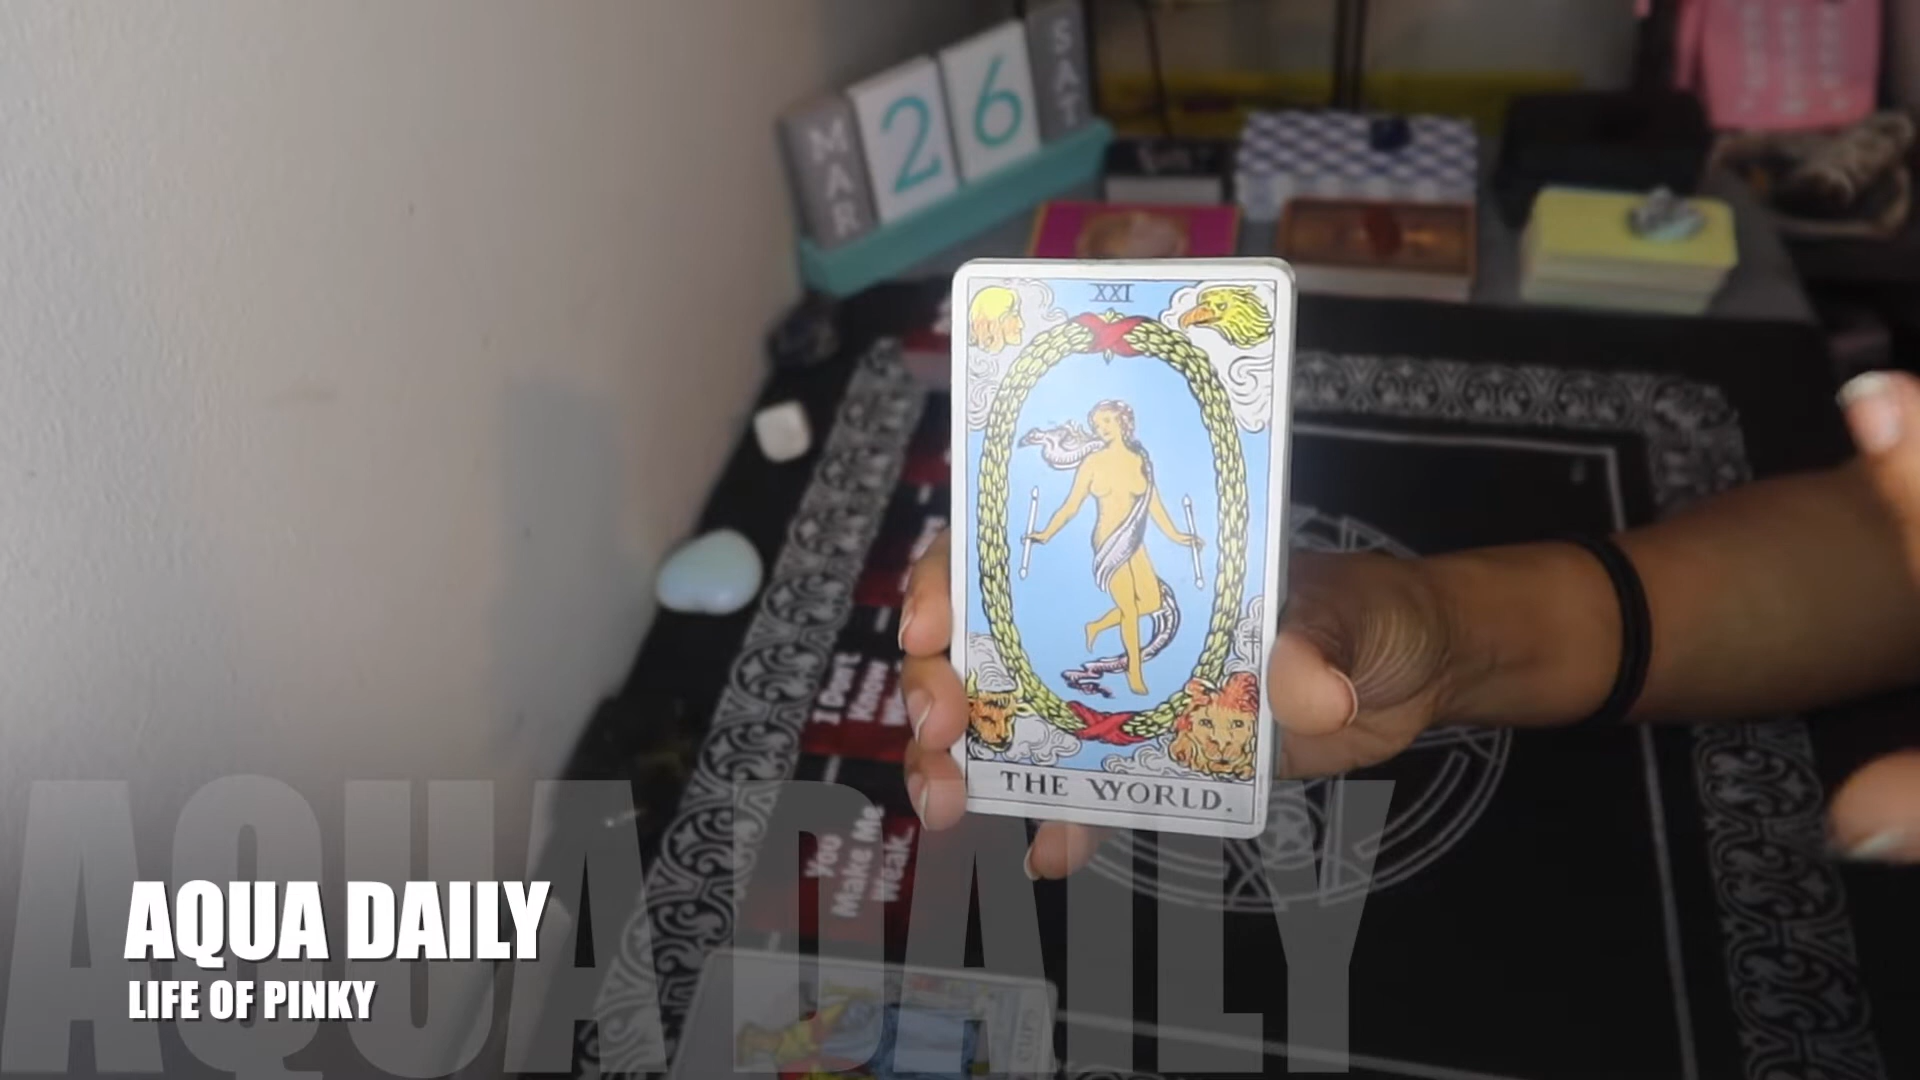 MAR
26
SAT
XXI
THE WORLD.
I Don't
Know
You
Make Me
Weak..
AQUA DAILY
AQUA DAILY
LIFE OF PINKY